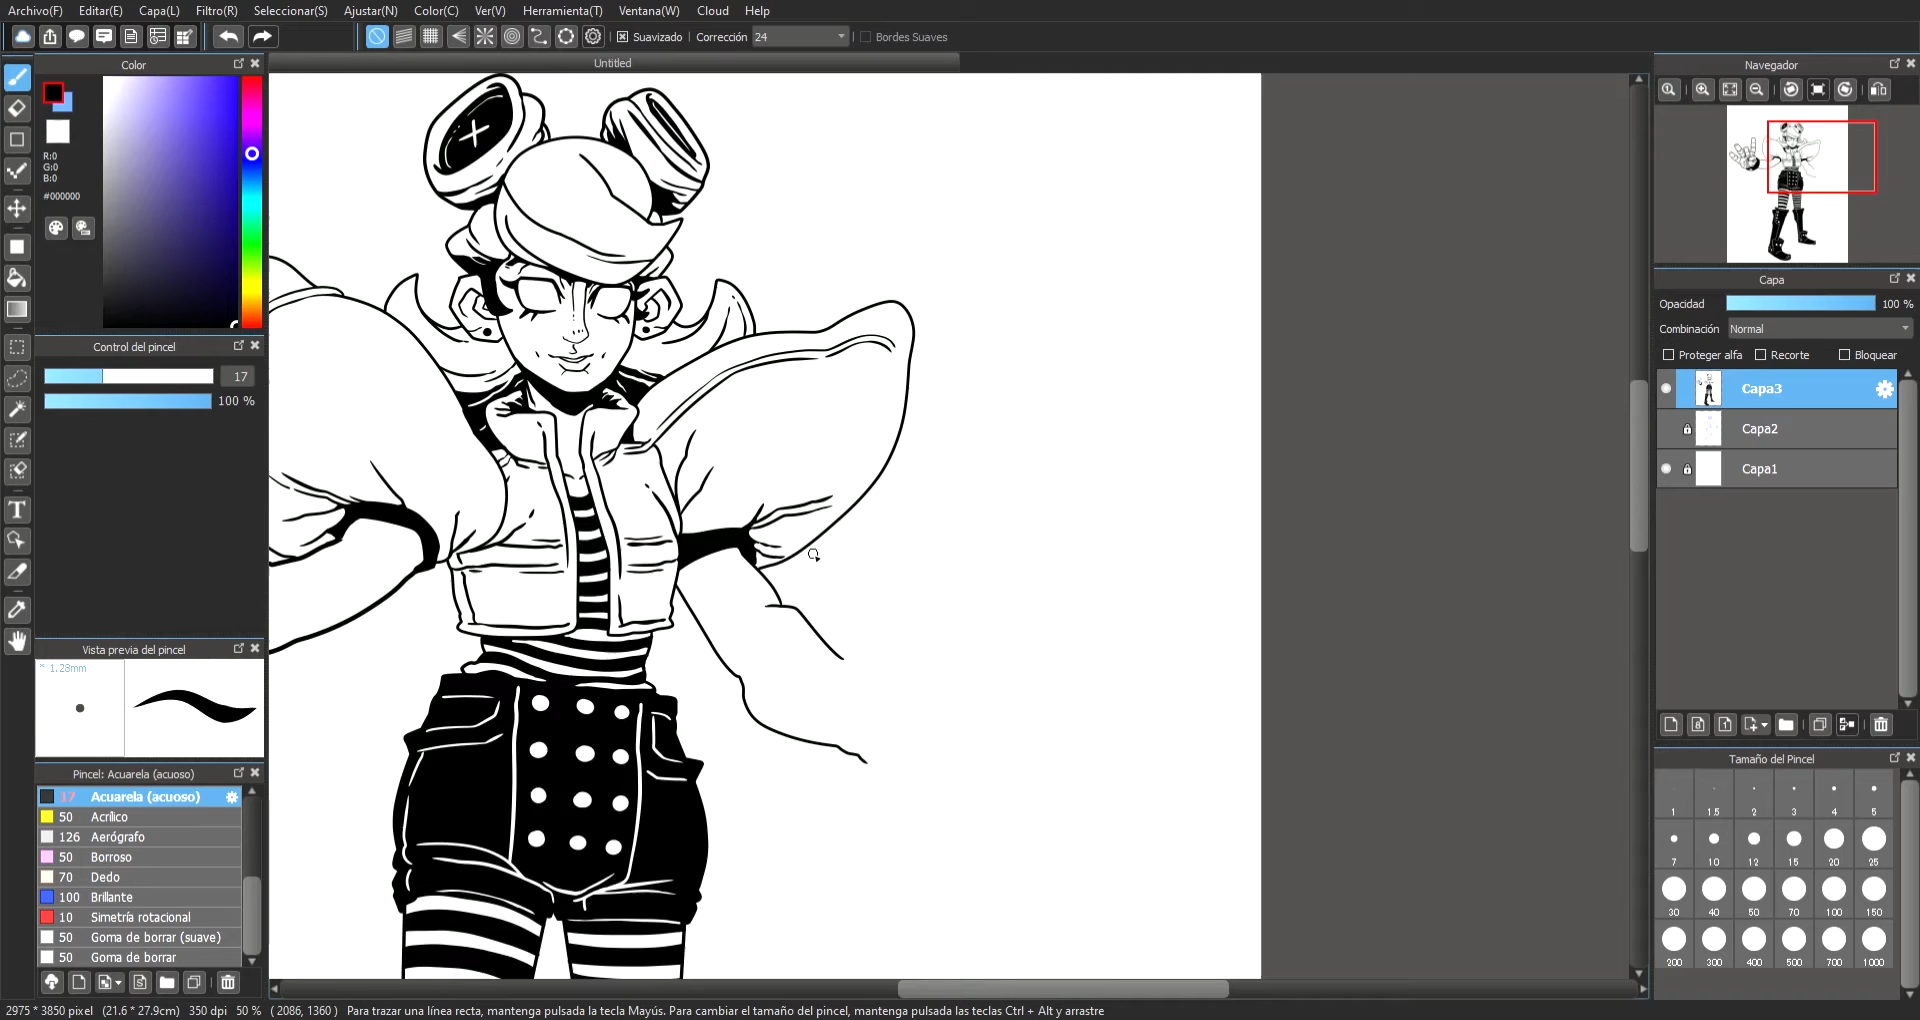 Archivo(F) Editar(E) Capa(L) Filtro(R) Seleccionar(S) Ajustar(N) Color(C) Ver(V) Herramienta(T) Ventana(W) Cloud Help
Suavizado Corrección 24 Bordes Suaves
Color
Untitled
Navegador
R:0
G:0
B:0
#000000
Capa
Opacidad 100 %
Combinación Normal
Proteger alfa Recorte Bloquear
Capa3
Capa2
Capa1
Control del pincel
17
100 %
Vista previa del pincel
* 1.28mm
Pincel: Acuarela (acuoso)
17 Acuarela (acuoso)
50 Acrílico
126 Aerógrafo
50 Borroso
70 Dedo
100 Brillante
10 Simetría rotacional
50 Goma de borrar (suave)
50 Goma de borrar
Tamaño del Pincel
1 1.5 2 3 4 5
7 10 12 15 20 25
30 40 50 70 100 150
200 300 400 500 700 1000
2975 * 3850 pixel (21.6 * 27.9cm) 350 dpi 50 % ( 2086, 1360 ) Para trazar una línea recta, mantenga pulsada la tecla Mayús. Para cambiar el tamaño del pincel, mantenga pulsadas las teclas Ctrl + Alt y arrastre